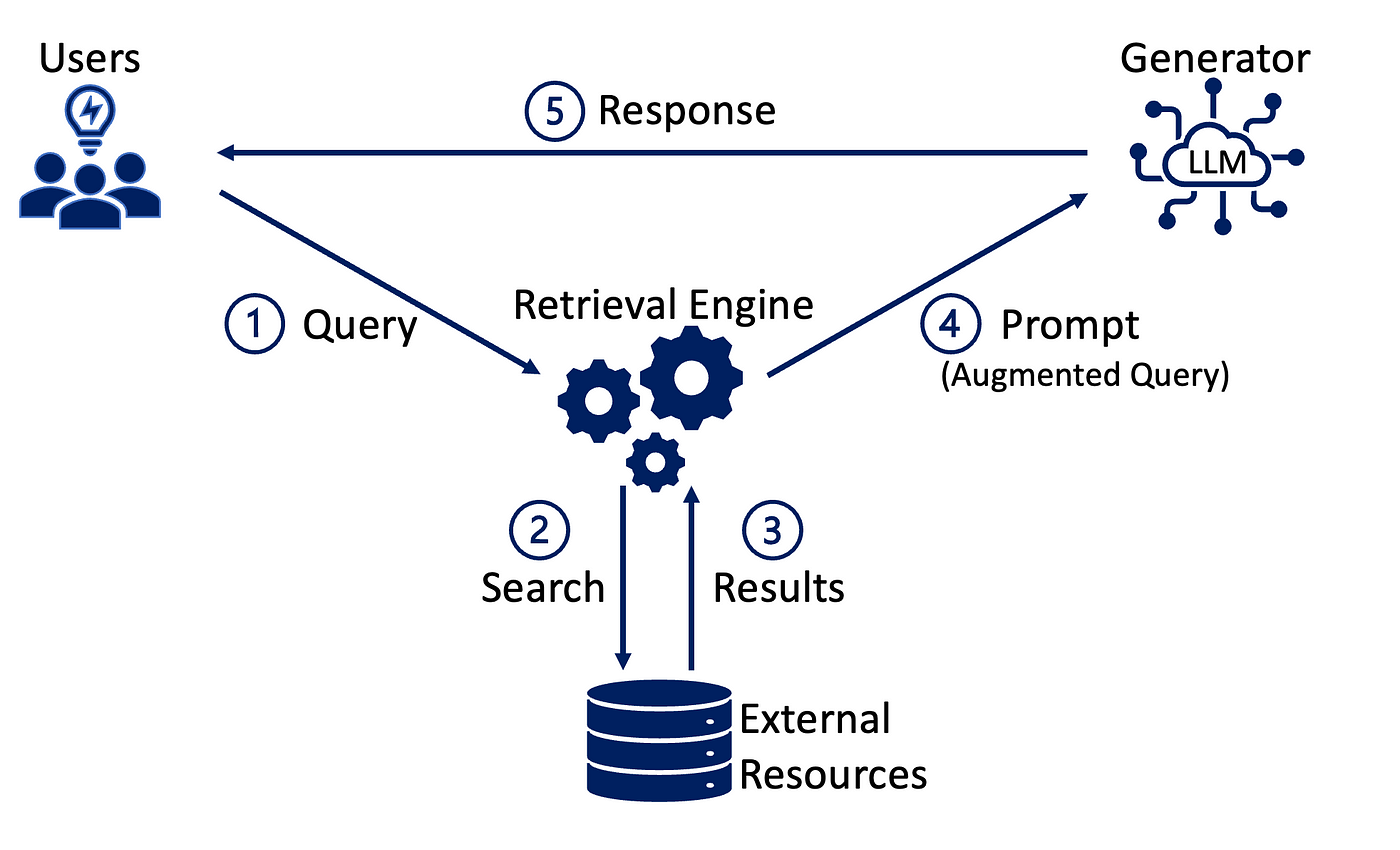 Users
Generator
5 Response
LLM
Retrieval Engine
1 Query
4 Prompt
(Augmented Query)
2
3
Search
Results
External
Resources